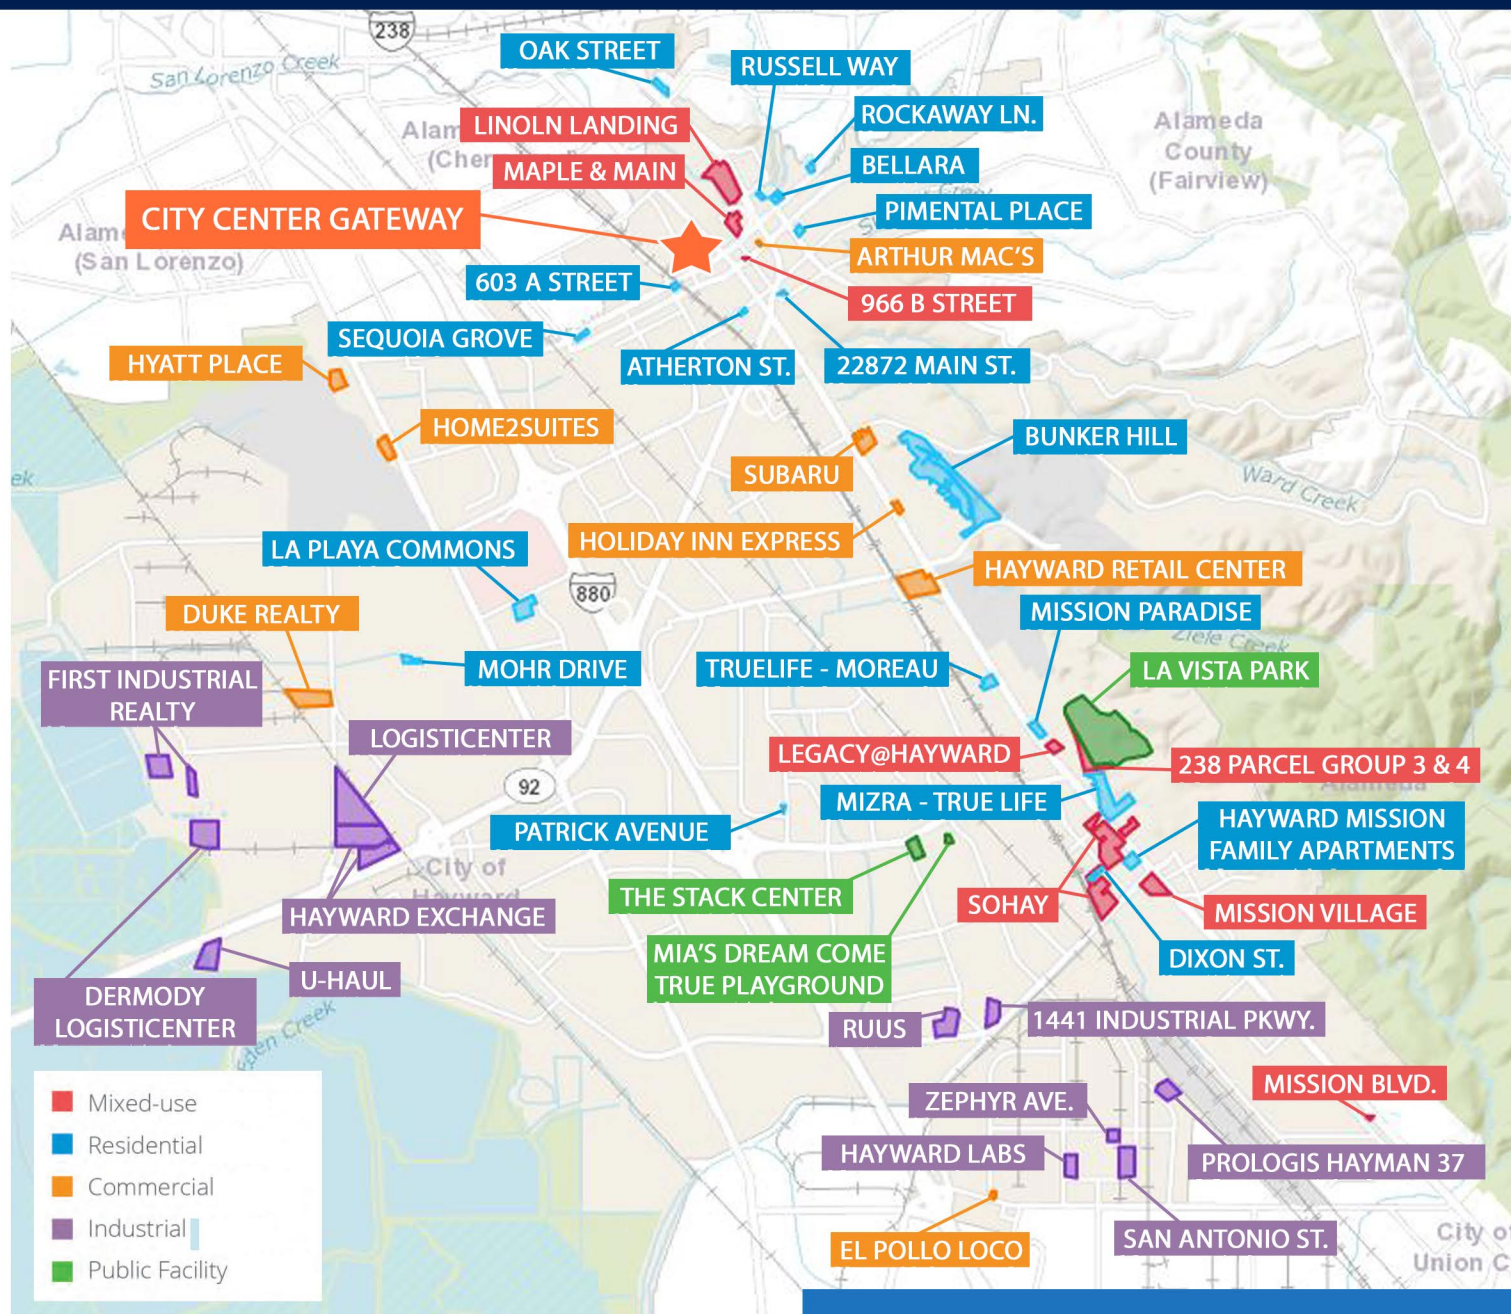 238
OAK STREET
San Lorenzo Creek
RUSSELL WAY
LINOLN LANDING
ROCKAWAY LN.
Alameda
County
(Fairview)
MAPLE & MAIN
BELLARA
CITY CENTER GATEWAY
PIMENTAL PLACE
(San Lorenzo)
ARTHUR MAC'S
603 A STREET
966 B STREET
SEQUOIA GROVE
HYATT PLACE
ATHERTON ST.
22872 MAIN ST.
HOME2SUITES
BUNKER HILL
SUBARU
Ward Creek
HOLIDAY INN EXPRESS
LA PLAYA COMMONS
HAYWARD RETAIL CENTER
880
DUKE REALTY
MISSION PARADISE
Ziele Creek
MOHR DRIVE
TRUELIFE - MOREAU
LA VISTA PARK
FIRST INDUSTRIAL
REALTY
LOGISTICENTER
LEGACY@HAYWARD
238 PARCEL GROUP 3 & 4
Alameda
92
MIZRA - TRUE LIFE
PATRICK AVENUE
HAYWARD MISSION
FAMILY APARTMENTS
City of
Hayward
THE STACK CENTER
SOHAY
MISSION VILLAGE
HAYWARD EXCHANGE
MIA'S DREAM COME
TRUE PLAYGROUND
DIXON ST.
U-HAUL
DERMODY
LOGISTICENTER
Eden Creek
RUUS
1441 INDUSTRIAL PKWY.
MISSION BLVD.
ZEPHYR AVE.
HAYWARD LABS
PROLOGIS HAYMAN 37
SAN ANTONIO ST.
EL POLLO LOCO
City of
Union C
Mixed-use
Residential
Commercial
Industrial
Public Facility